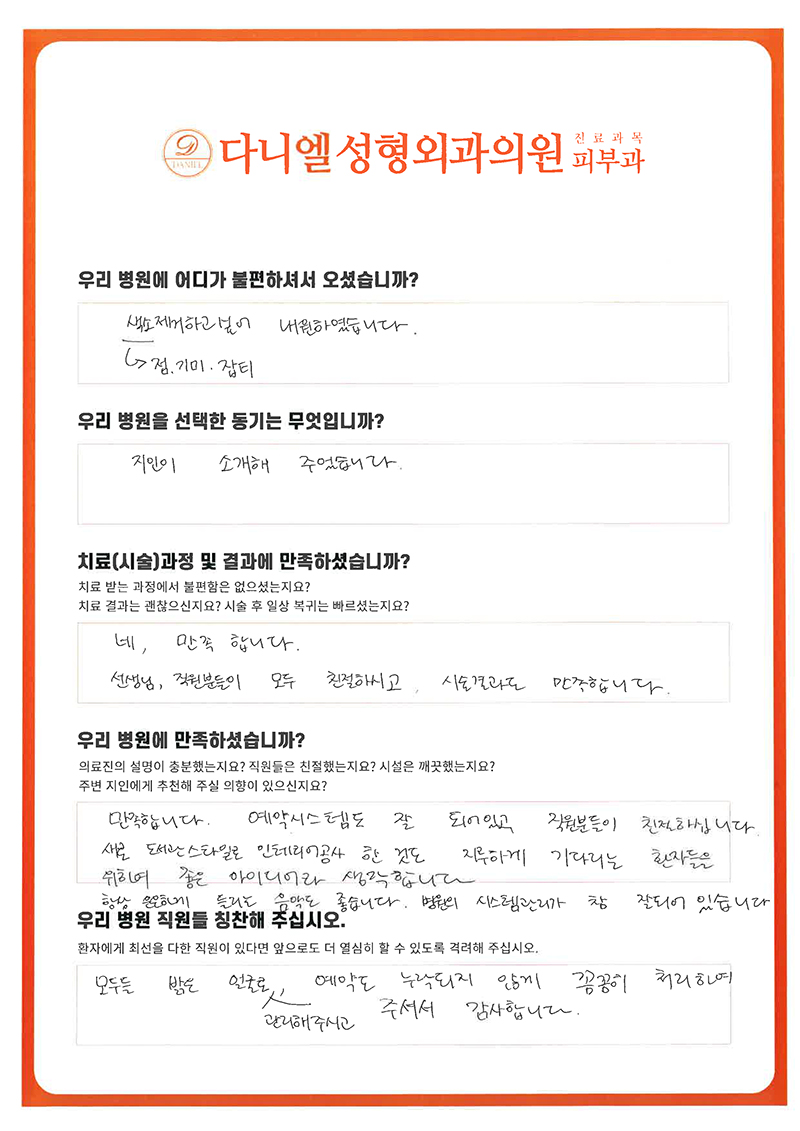 DANIEL
다니엘성형외과의원 진료과목 피부과
우리 병원에 어디가 불편하셔서 오셨습니까?
색소제거하고싶어 내원하였습니다.
↳ 점.기미.잡티
우리 병원을 선택한 동기는 무엇입니까?
지인이 소개해 주었습니다.
치료(시술)과정 및 결과에 만족하셨습니까?
치료 받는 과정에서 불편함은 없으셨는지요?
치료 결과는 괜찮으신지요? 시술 후 일상 복귀는 빠르셨는지요?
네, 만족 합니다.
선생님, 직원분들이 모두 친절하시고, 시술결과도 만족합니다.
우리 병원에 만족하셨습니까?
의료진의 설명이 충분했는지요? 직원들은 친절했는지요? 시설은 깨끗했는지요?
주변 지인에게 추천해 주실 의향이 있으신지요?
만족합니다. 예약시스템도 잘 되어있고 직원분들이 친절하십니다.
새로 도서관스타일로 인테리어공사 한 것도 지루하게 기다리는 환자들을
위하여 좋은 아이디어라 생각합니다
항상 은은하게 들리는 음악도 좋습니다. 병원의 시스템관리가 참 잘되어 있습니다
우리 병원 직원들 칭찬해 주십시오.
환자에게 최선을 다한 직원이 있다면 앞으로도 더 열심히 할 수 있도록 격려해 주십시오.
모두들 밝은 얼굴로, 예약도 누락되지 않게 꼼꼼히 처리하여
관리해주시고 주셔서 감사합니다.